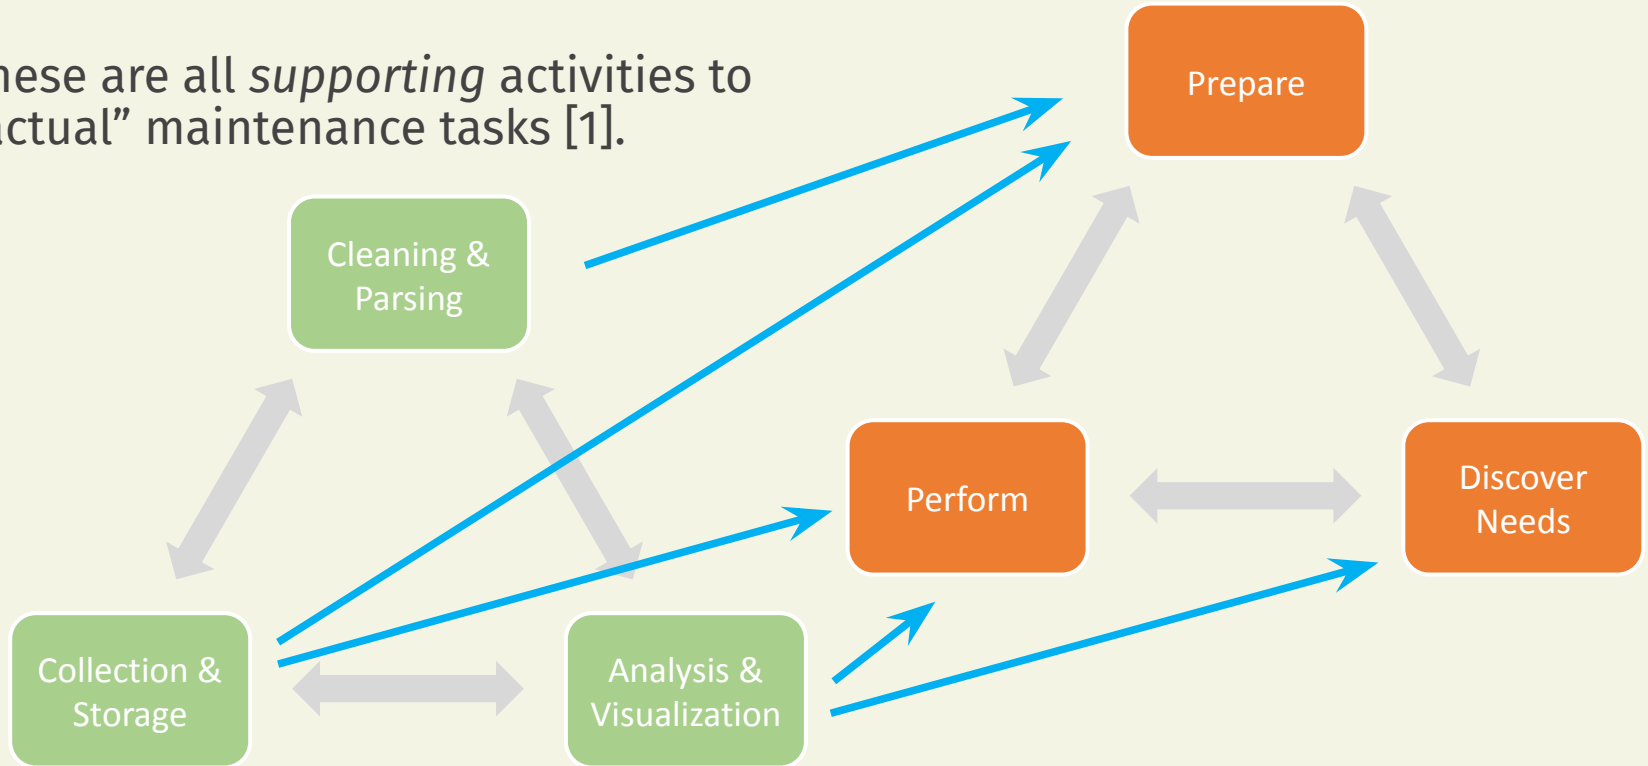 hese are all supporting activities to
actual” maintenance tasks [1].
Prepare
Cleaning &
Parsing
Perform
Discover
Needs
Collection &
Storage
Analysis &
Visualization